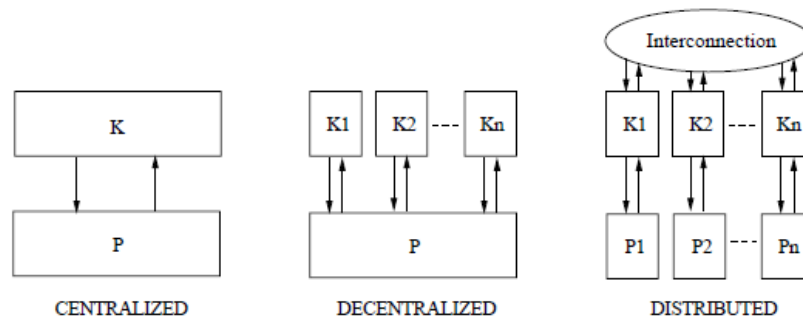 Interconnection
K
K1 K2 Kn
K1 K2 Kn
P
P
P1 P2 Pn
CENTRALIZED
DECENTRALIZED
DISTRIBUTED